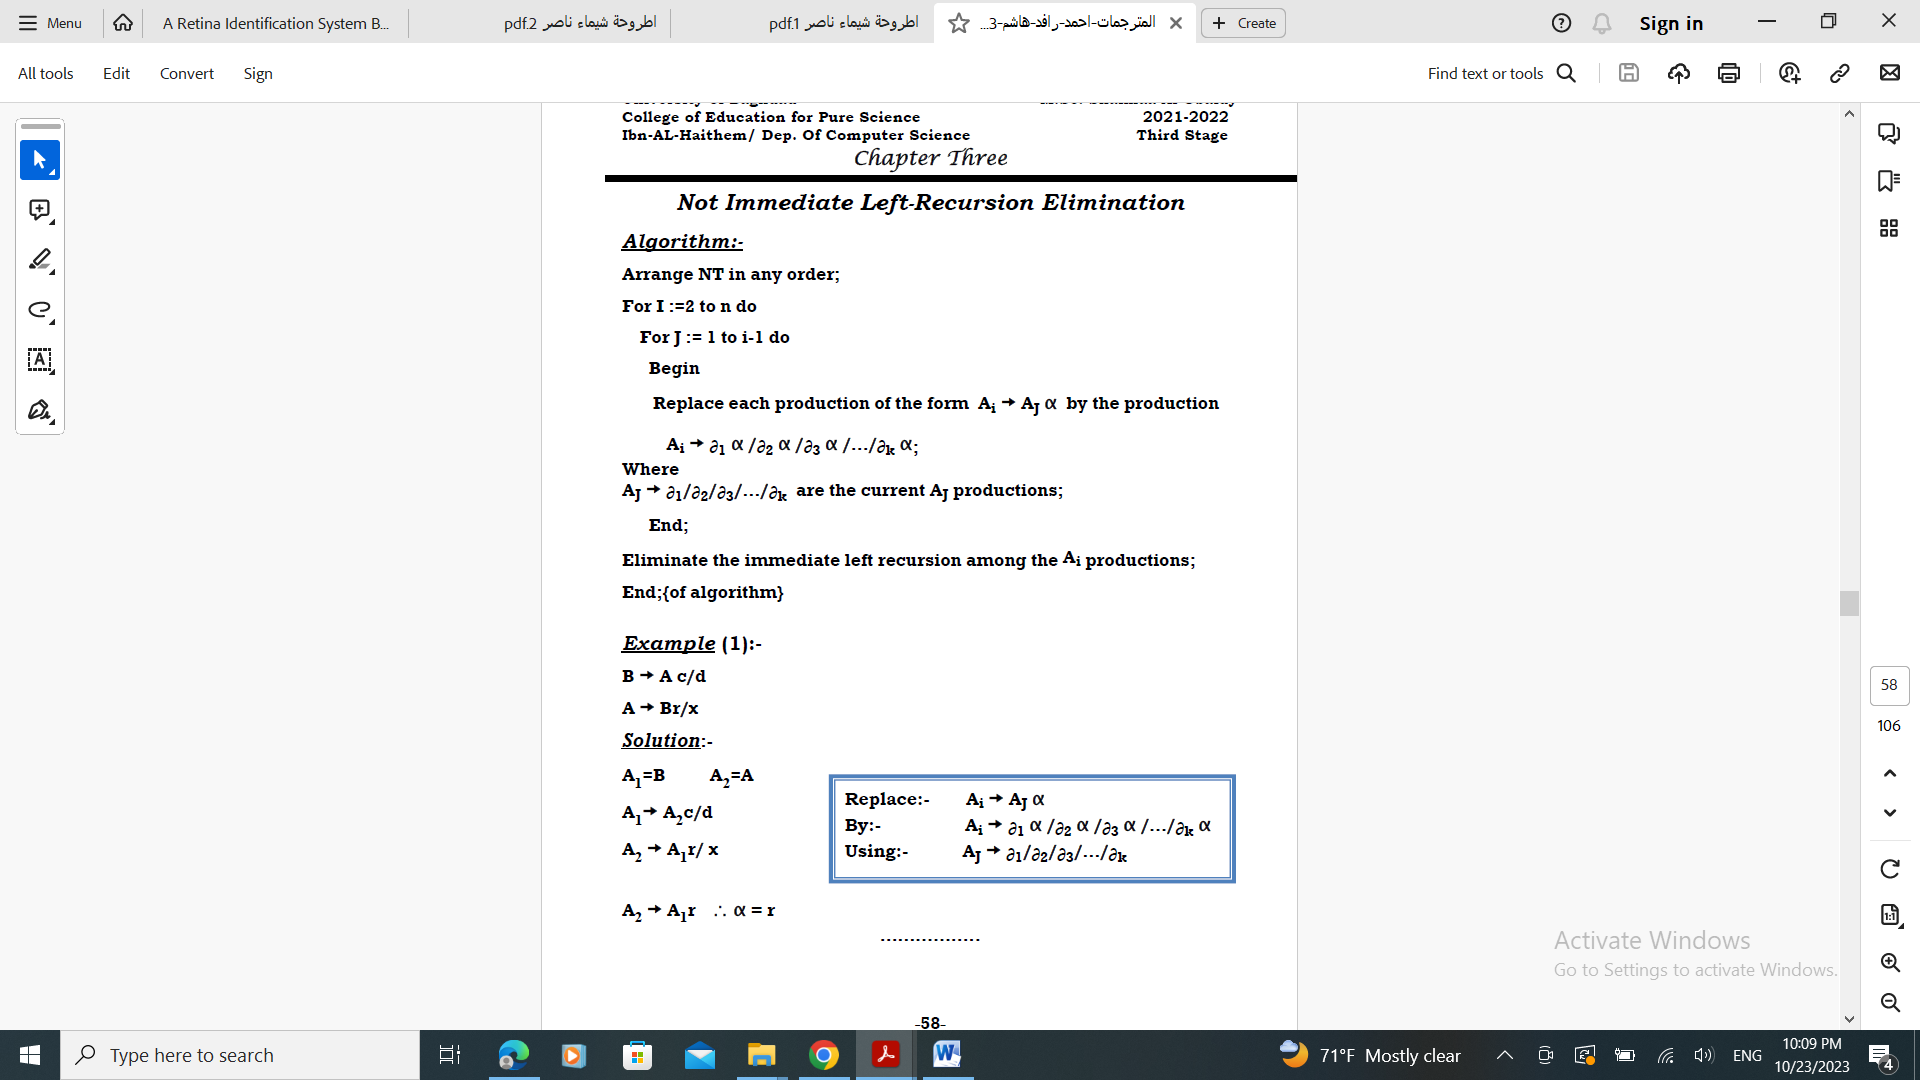 Menu
A Retina Identification System B...
اطروحة شيماء ناصر 2.pdf
اطروحة شيماء ناصر 1.pdf
المترجمات-احمد-رافد-هاشم-3...
Create
Sign in
All tools Edit Convert Sign
Find text or tools
College of Education for Pure Science 2021-2022
Ibn-AL-Haithem/ Dep. Of Computer Science Third Stage
Chapter Three
Not Immediate Left-Recursion Elimination
Algorithm:-
Arrange NT in any order;
For I :=2 to n do
For J := 1 to i-1 do
Begin
Replace each production of the form Ai → AJ α by the production
Ai → ∂1 α /∂2 α /∂3 α /.../∂k α;
Where
AJ → ∂1/∂2/∂3/.../∂k are the current AJ productions;
End;
Eliminate the immediate left recursion among the Ai productions;
End;{of algorithm}
Example (1):-
B → A c/d
A → Br/x
Solution:-
A1=B A2=A
A1→ A2c/d
A2 → A1r/ x
A2 → A1r ∴ α = r
Replace:- Ai → AJ α
By:- Ai → ∂1 α /∂2 α /∂3 α /.../∂k α
Using:- AJ → ∂1/∂2/∂3/.../∂k
.................
-58-
58
106
Activate Windows
Go to Settings to activate Windows.
Type here to search
71°F Mostly clear
ENG
10:09 PM
10/23/2023
4